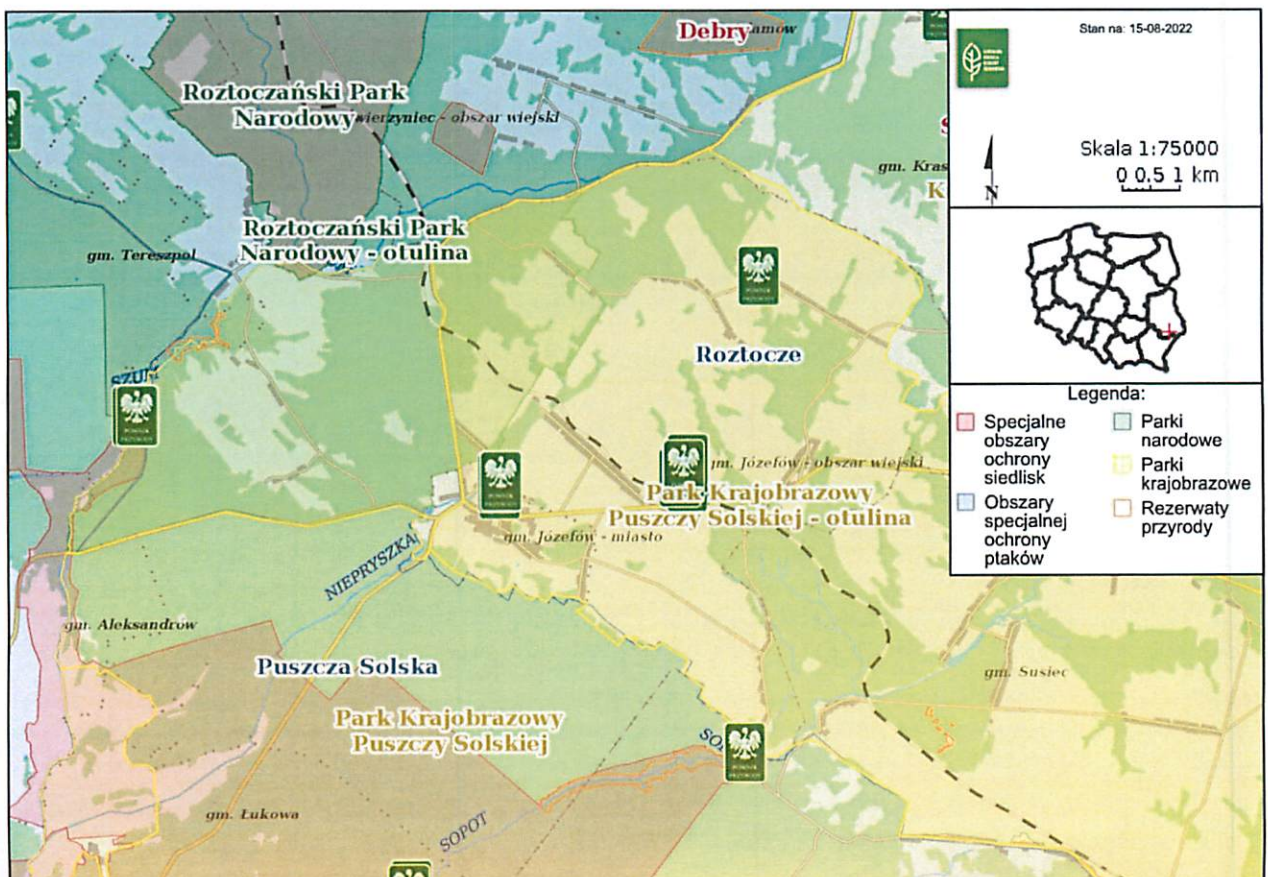 Debry
Roztoczański Park
Narodowy
ierzyniec - obszar wiejski
gm. Kras
K
Roztoczański Park
Narodowy - otulina
gm. Tereszpol
Roztocze
gm. Józefów - obszar wiejski
Park Krajobrazowy
Puszczy Solskiej - otulina
gm. Józefów - miasto
NIEPRYSZKA
gm. Aleksandrów
Puszcza Solska
gm. Susiec
Park Krajobrazowy
Puszczy Solskiej
gm. Łukowa
SOPOT
Stan na: 15-08-2022
Skala 1:75000
0 0.5 1 km
N
Legenda:
Specjalne
obszary
ochrony
siedlisk
Obszary
specjalnej
ochrony
ptaków
Parki
narodowe
Parki
krajobrazowe
Rezerwaty
przyrody